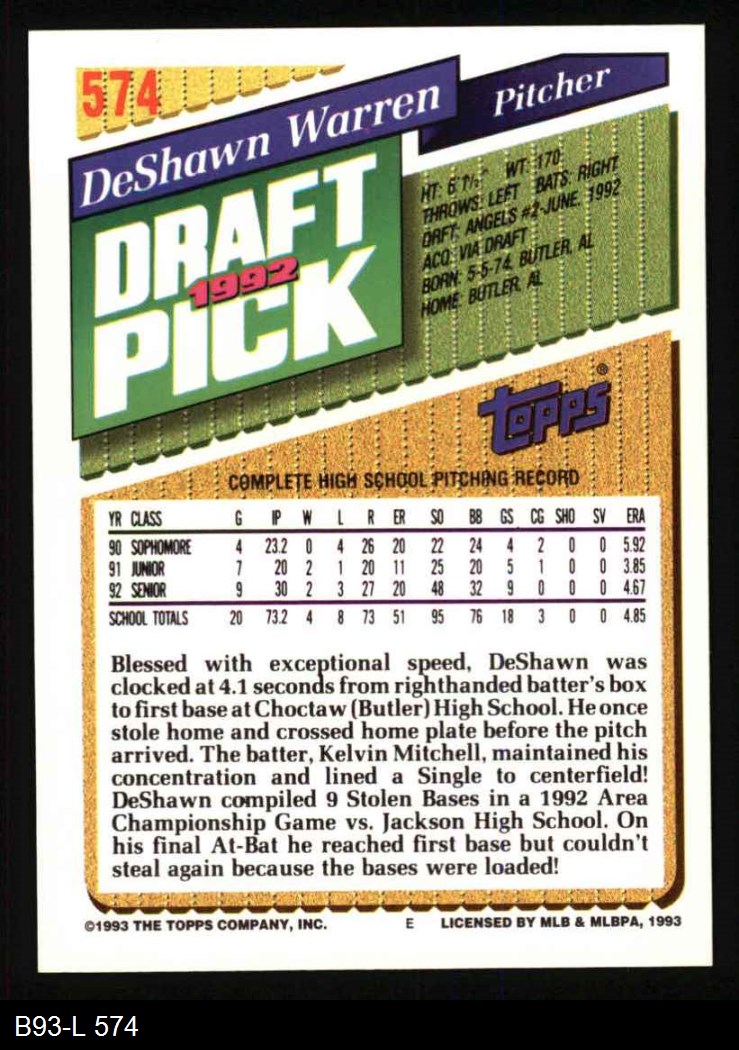 574
DeShawn Warren
Pitcher
DRAFT
1992
PICK
HT: 6'1½" WT: 170
THROWS: LEFT BATS: RIGHT
DRFT: ANGELS #2-JUNE, 1992
ACQ: VIA DRAFT
BORN: 5-5-74, BUTLER, AL
HOME: BUTLER, AL
topps®
COMPLETE HIGH SCHOOL PITCHING RECORD
YR CLASS G IP W L R ER SO BB GS CG SHO SV ERA
90 SOPHOMORE 4 23.2 0 4 26 20 22 24 4 2 0 0 5.92
91 JUNIOR 7 20 2 1 20 11 25 20 5 1 0 0 3.85
92 SENIOR 9 30 2 3 27 20 48 32 9 0 0 0 4.67
SCHOOL TOTALS 20 73.2 4 8 73 51 95 76 18 3 0 0 4.85
Blessed with exceptional speed, DeShawn was
clocked at 4.1 seconds from righthanded batter's box
to first base at Choctaw (Butler) High School. He once
stole home and crossed home plate before the pitch
arrived. The batter, Kelvin Mitchell, maintained his
concentration and lined a Single to centerfield!
DeShawn compiled 9 Stolen Bases in a 1992 Area
Championship Game vs. Jackson High School. On
his final At-Bat he reached first base but couldn't
steal again because the bases were loaded!
©1993 THE TOPPS COMPANY, INC. E LICENSED BY MLB & MLBPA, 1993
B93-L 574